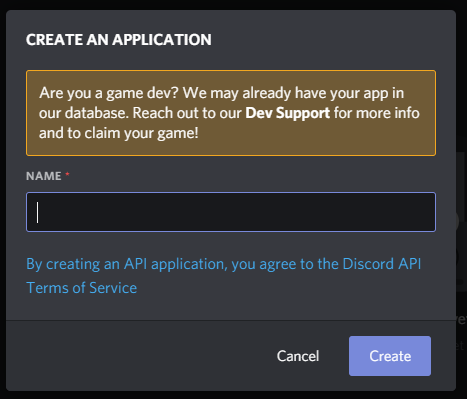 CREATE AN APPLICATION
Are you a game dev? We may already have your app in
our database. Reach out to our Dev Support for more info
and to claim your game!
NAME *
By creating an API application, you agree to the Discord API
Terms of Service
Cancel
Create